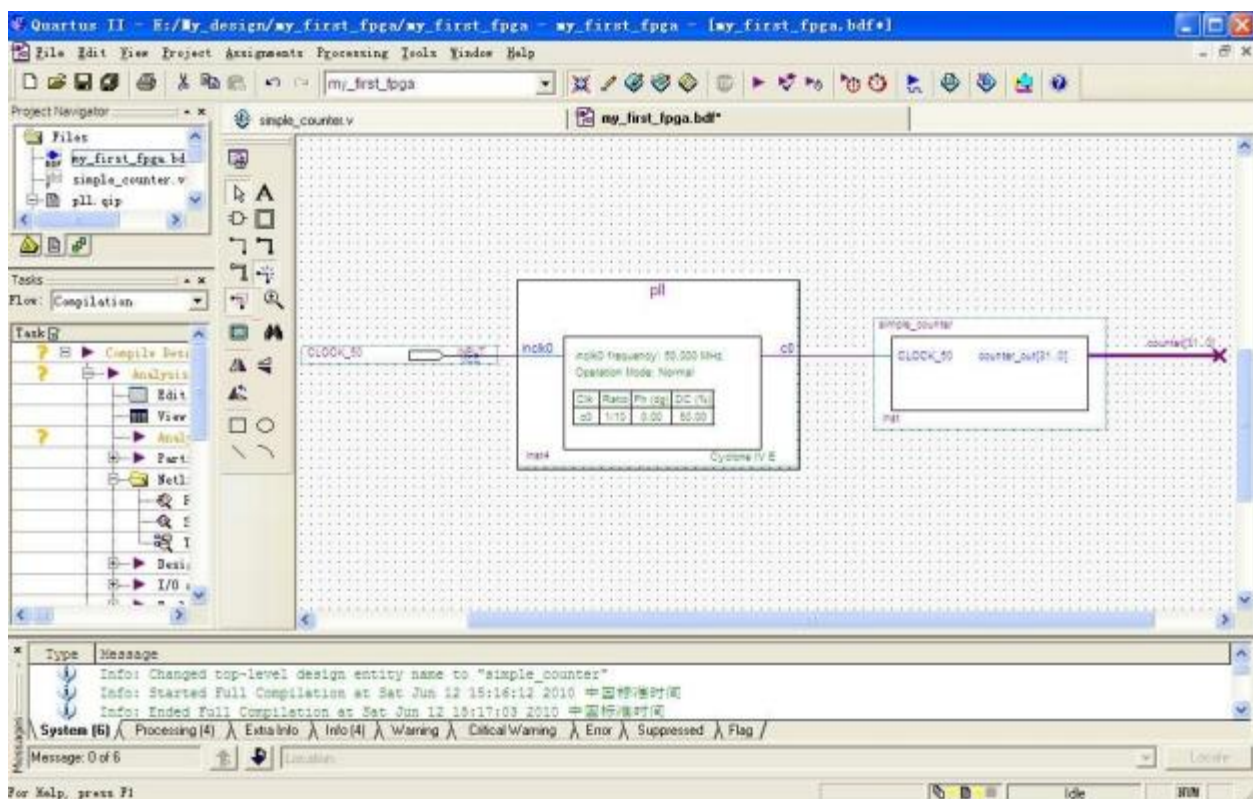 Quartus II - E:/My_design/my_first_fpga/my_first_fpga - my_first_fpga - [my_first_fpga.bdf*]
File Edit View Project Assignments Processing Tools Window Help
my_first_fpga
Project Navigator
Files
my_first_fpga.bd
simple_counter.v
pll.qip
simple_counter.v
my_first_fpga.bdf*
Tasks
Flow: Compilation
Task
Compile Desi
Analysis
Edit
View
Analy
Part
Netl
Desi
I/O
CLOCK_50
pll
inclk0
c0
inclk0 frequency: 50.000 MHz
Operation Mode: Normal
Clk Ratio Ph (dg) DC (%)
c0 1/10 0.00 50.00
inst4
Cyclone IV E
simple_counter
CLOCK_50 counter_out[31..0]
inst
counter[31..0]
Type Message
Info: Changed top-level design entity name to "simple_counter"
Info: Started Full Compilation at Sat Jun 12 15:16:12 2010 中国标准时间
Info: Ended Full Compilation at Sat Jun 12 15:17:03 2010 中国标准时间
Messages
System (6) Processing (4) Extra Info Info (4) Warning Critical Warning Error Suppressed Flag
Message: 0 of 6
Location:
Locate
For Help, press F1
Idle
NUM